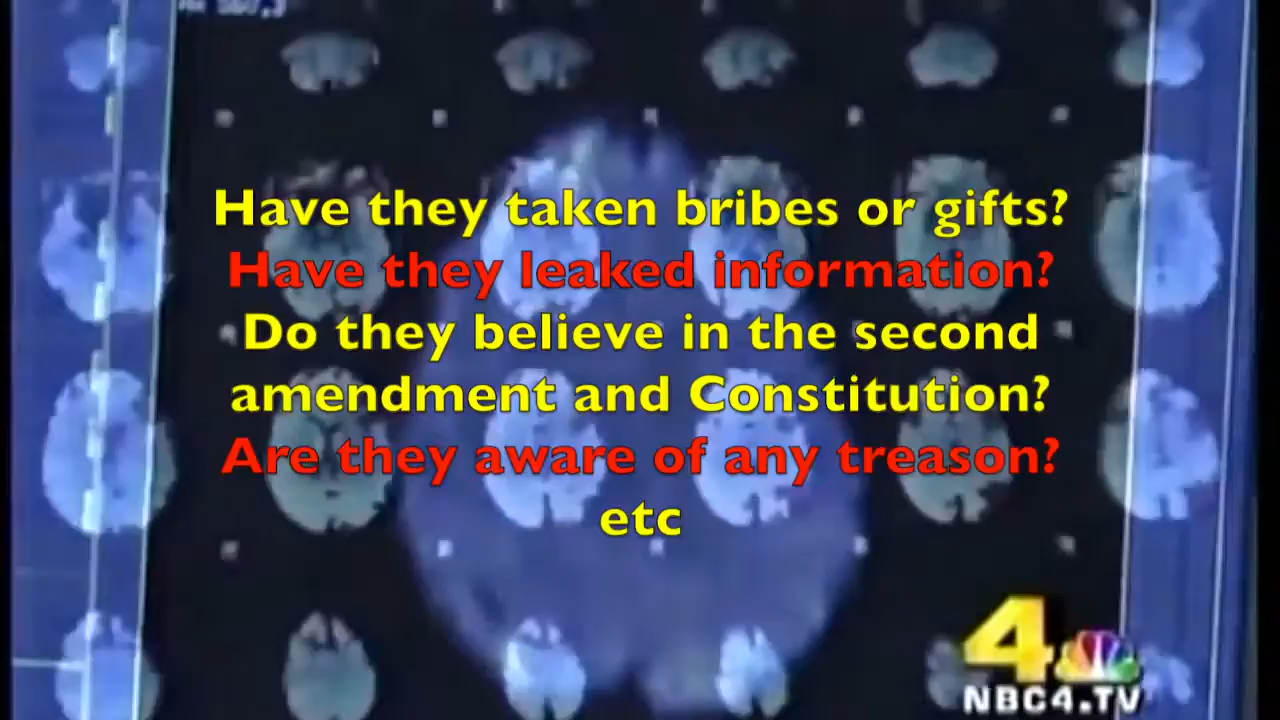 Have they taken bribes or gifts?
Have they leaked information?
Do they believe in the second
amendment and Constitution?
Are they aware of any treason?
etc
4
NBC4.TV